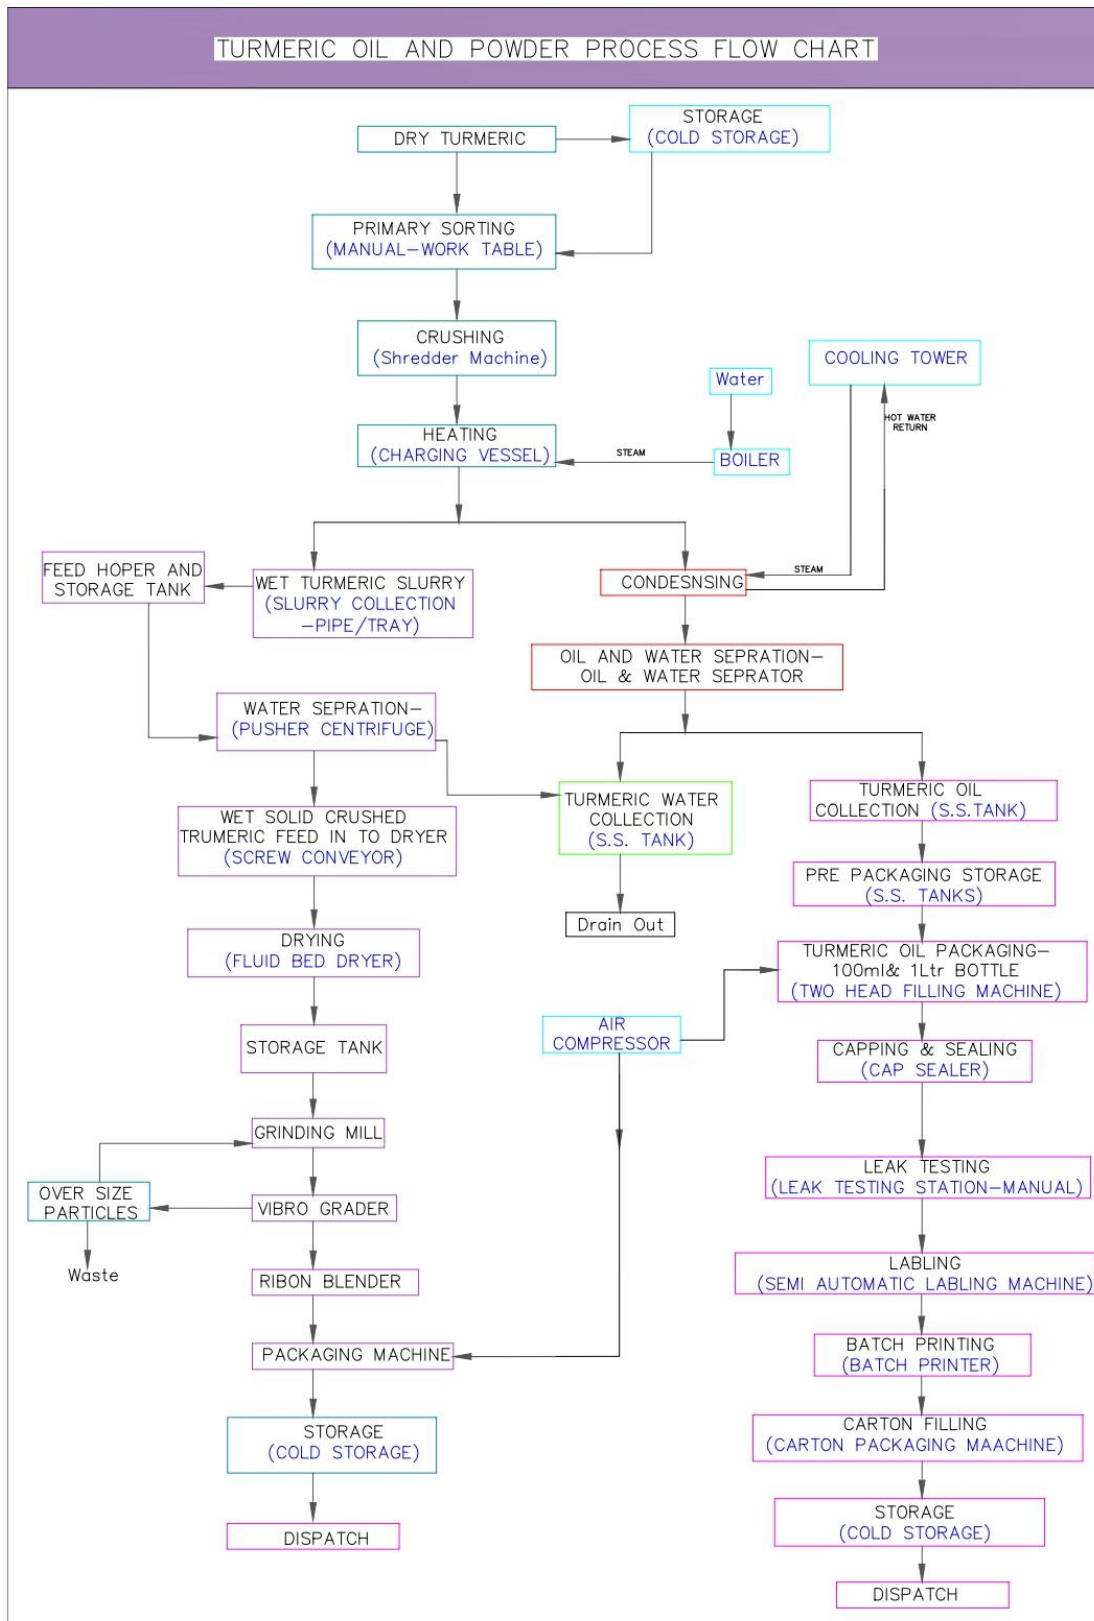 TURMERIC OIL AND POWDER PROCESS FLOW CHART
DRY TURMERIC
STORAGE
(COLD STORAGE)
PRIMARY SORTING
(MANUAL-WORK TABLE)
CRUSHING
(Shredder Machine)
Water
COOLING TOWER
HOT WATER
RETURN
HEATING
(CHARGING VESSEL)
STEAM
BOILER
FEED HOPER AND
STORAGE TANK
WET TURMERIC SLURRY
(SLURRY COLLECTION
-PIPE/TRAY)
CONDESNSING
STEAM
OIL AND WATER SEPRATION-
OIL & WATER SEPRATOR
WATER SEPRATION-
(PUSHER CENTRIFUGE)
TURMERIC WATER
COLLECTION
(S.S. TANK)
TURMERIC OIL
COLLECTION (S.S.TANK)
WET SOLID CRUSHED
TRUMERIC FEED IN TO DRYER
(SCREW CONVEYOR)
PRE PACKAGING STORAGE
(S.S. TANKS)
Drain Out
DRYING
(FLUID BED DRYER)
TURMERIC OIL PACKAGING-
100ml& 1Ltr BOTTLE
(TWO HEAD FILLING MACHINE)
STORAGE TANK
AIR
COMPRESSOR
CAPPING & SEALING
(CAP SEALER)
GRINDING MILL
LEAK TESTING
(LEAK TESTING STATION-MANUAL)
OVER SIZE
PARTICLES
VIBRO GRADER
Waste
RIBON BLENDER
LABLING
(SEMI AUTOMATIC LABLING MACHINE)
PACKAGING MACHINE
BATCH PRINTING
(BATCH PRINTER)
STORAGE
(COLD STORAGE)
CARTON FILLING
(CARTON PACKAGING MAACHINE)
DISPATCH
STORAGE
(COLD STORAGE)
DISPATCH